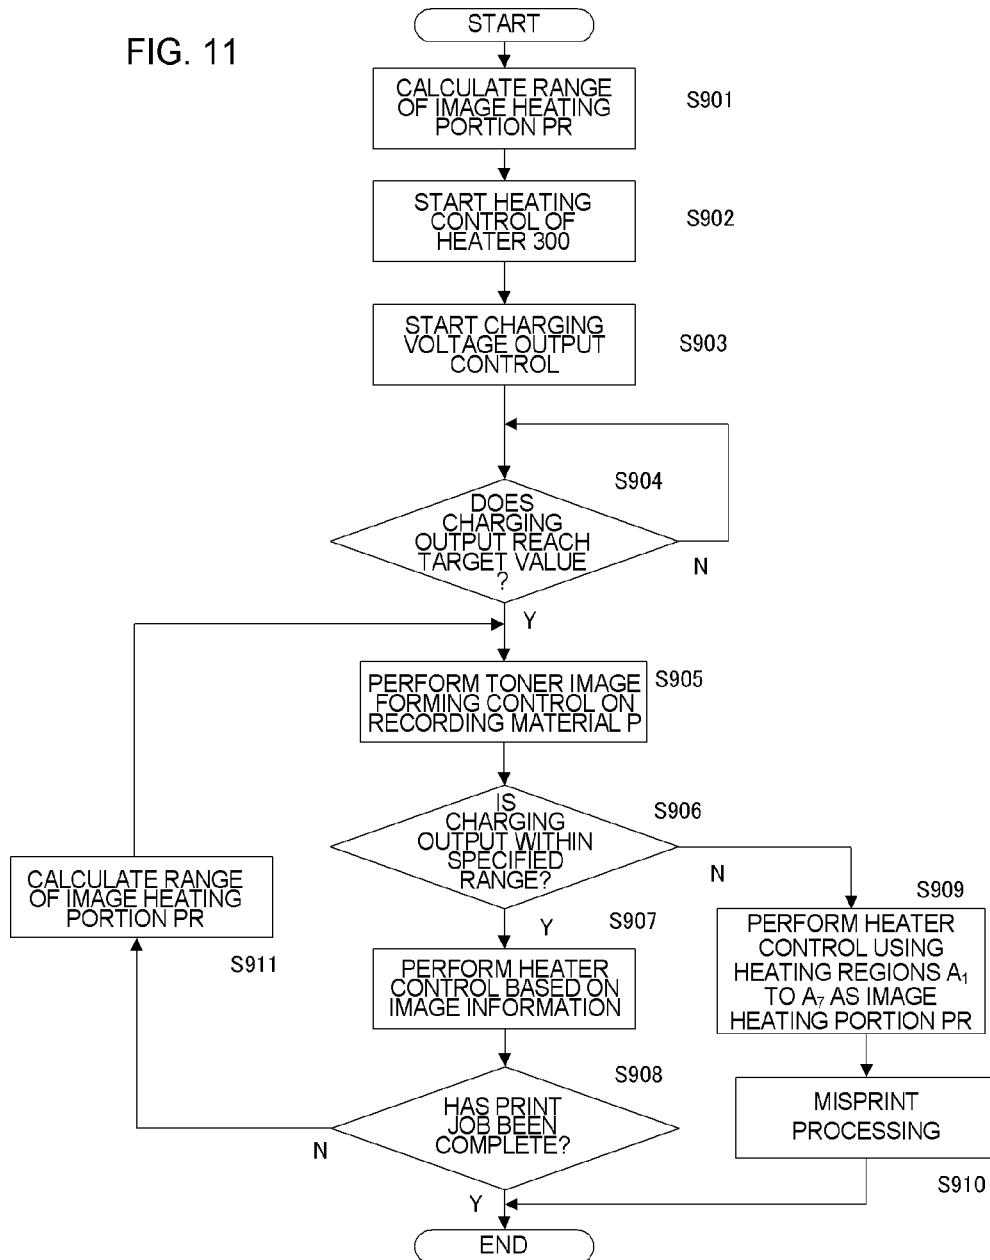 FIG. 11
START
CALCULATE RANGE
OF IMAGE HEATING
PORTION PR
S901
START HEATING
CONTROL OF
HEATER 300
S902
START CHARGING
VOLTAGE OUTPUT
CONTROL
S903
S904
DOES
CHARGING
OUTPUT REACH
TARGET VALUE
?
N
Y
PERFORM TONER IMAGE
FORMING CONTROL ON
RECORDING MATERIAL P
S905
IS
CHARGING
OUTPUT WITHIN
SPECIFIED
RANGE?
S906
N
Y
S907
PERFORM HEATER
CONTROL BASED ON
IMAGE INFORMATION
S908
HAS PRINT
JOB BEEN
COMPLETE?
N
Y
CALCULATE RANGE
OF IMAGE HEATING
PORTION PR
S911
S909
PERFORM HEATER
CONTROL USING
HEATING REGIONS A₁
TO A₇ AS IMAGE
HEATING PORTION PR
MISPRINT
PROCESSING
S910
END